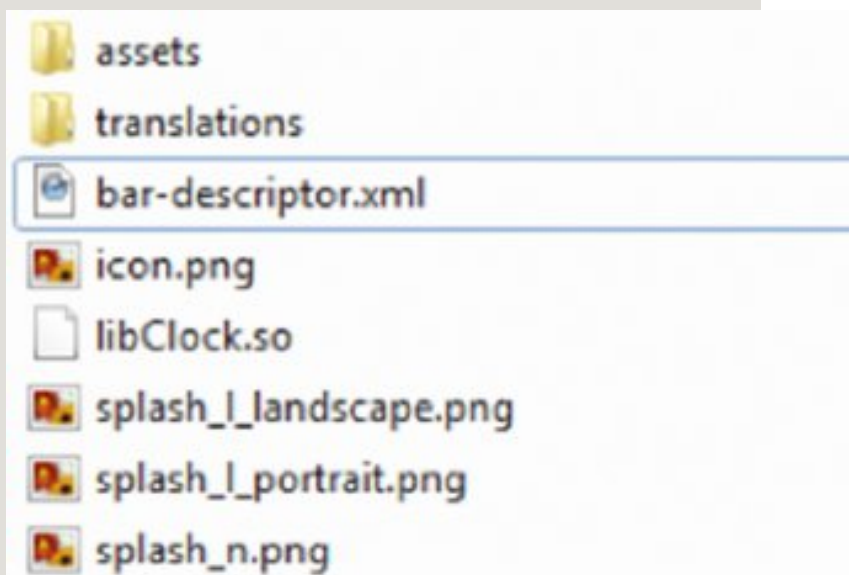 assets
translations
bar-descriptor.xml
icon.png
libClock.so
splash_l_landscape.png
splash_l_portrait.png
splash_n.png